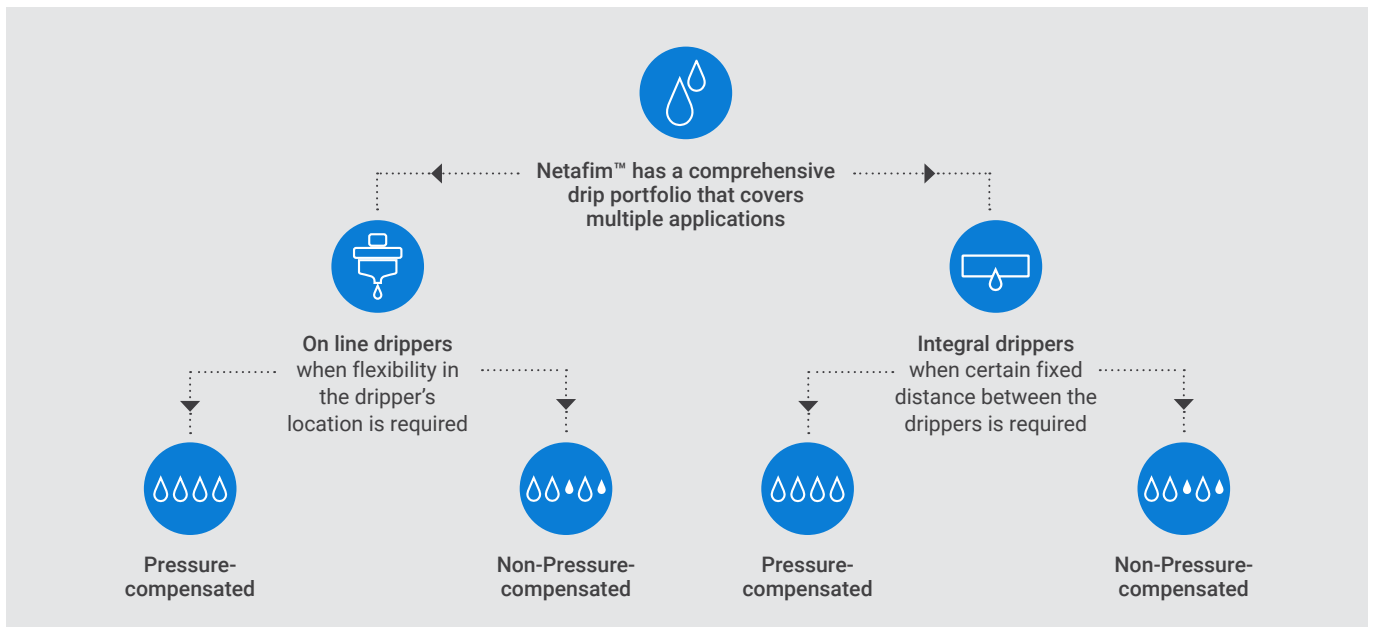 Netafim™ has a comprehensive
drip portfolio that covers
multiple applications
On line drippers
when flexibility in
the dripper's
location is required
Integral drippers
when certain fixed
distance between the
drippers is required
Pressure-
compensated
Non-Pressure-
compensated
Pressure-
compensated
Non-Pressure-
compensated